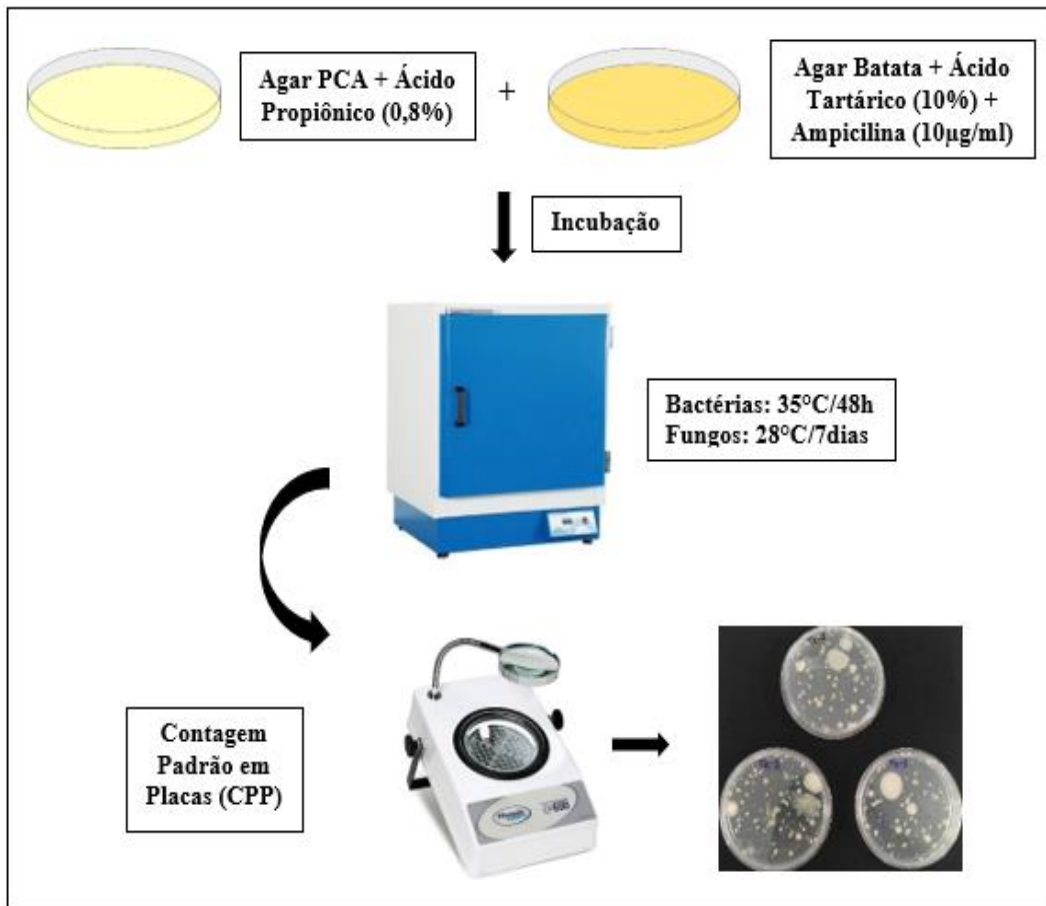 Agar PCA + Ácido
Propiônico (0,8%)
+
Agar Batata + Ácido
Tartárico (10%) +
Ampicilina (10µg/ml)
Incubação
Bactérias: 35°C/48h
Fungos: 28°C/7dias
Contagem
Padrão em
Placas (CPP)